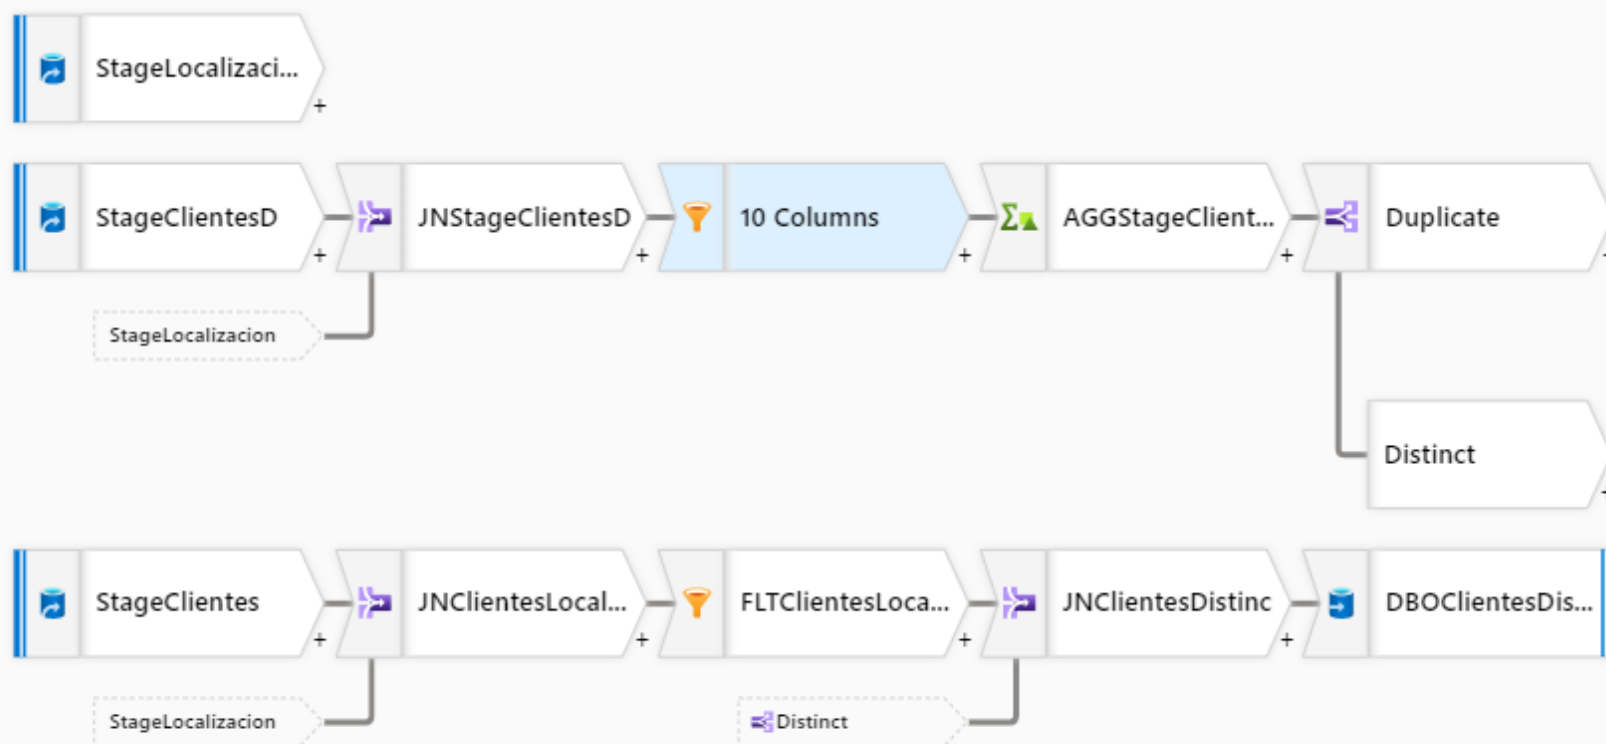 StageLocalizaci...
+
StageClientesD
+
JNStageClientesD
+
10 Columns
+
AGGStageClient...
+
Duplicate
StageLocalizacion
Distinct
StageClientes
+
JNClientesLocal...
+
FLTClientesLoca...
+
JNClientesDistinc
+
DBOClientesDis...
StageLocalizacion
Distinct